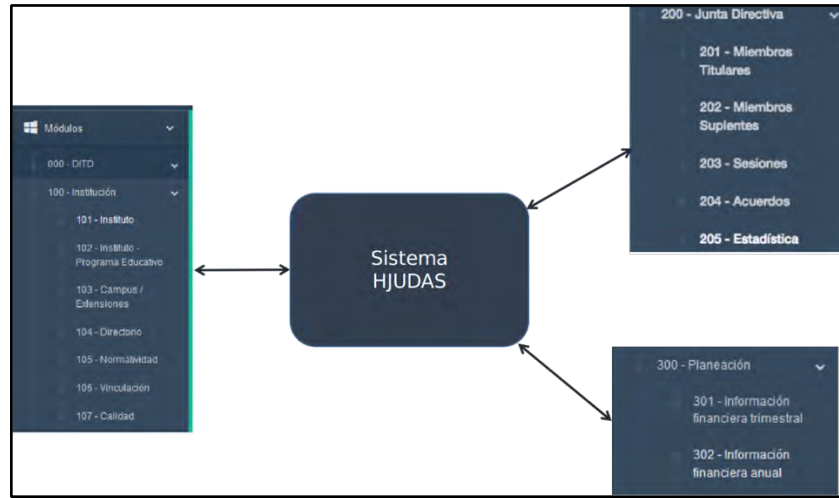 Módulos
000 - DITD
100 - Institución
101 - Instituto
102 - Instituto -
Programa Educativo
103 - Campus /
Extensiones
104 - Directorio
105 - Normatividad
106 - Vinculación
107 - Calidad
Sistema
HJUDAS
200 - Junta Directiva
201 - Miembros
Titulares
202 - Miembros
Suplentes
203 - Sesiones
204 - Acuerdos
205 - Estadística
300 - Planeación
301 - Información
financiera trimestral
302 - Información
financiera anual